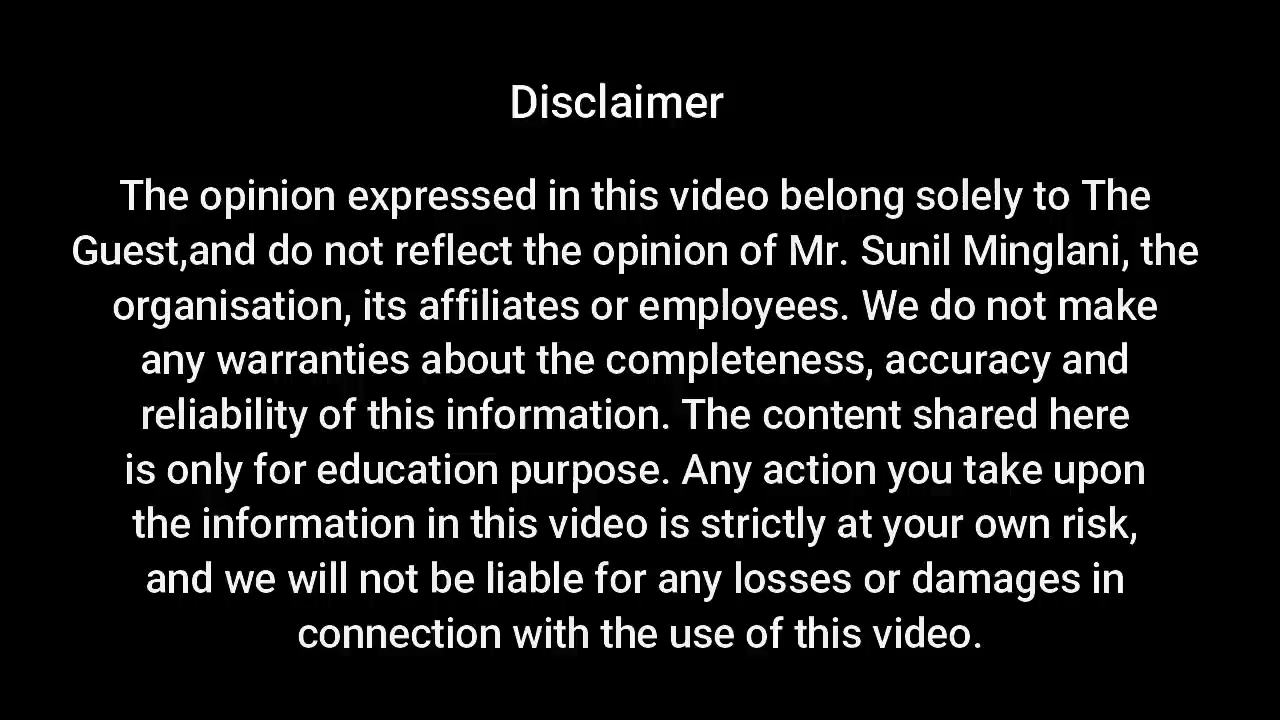 Disclaimer
The opinion expressed in this video belong solely to The
Guest,and do not reflect the opinion of Mr. Sunil Minglani, the
organisation, its affiliates or employees. We do not make
any warranties about the completeness, accuracy and
reliability of this information. The content shared here
is only for education purpose. Any action you take upon
the information in this video is strictly at your own risk,
and we will not be liable for any losses or damages in
connection with the use of this video.